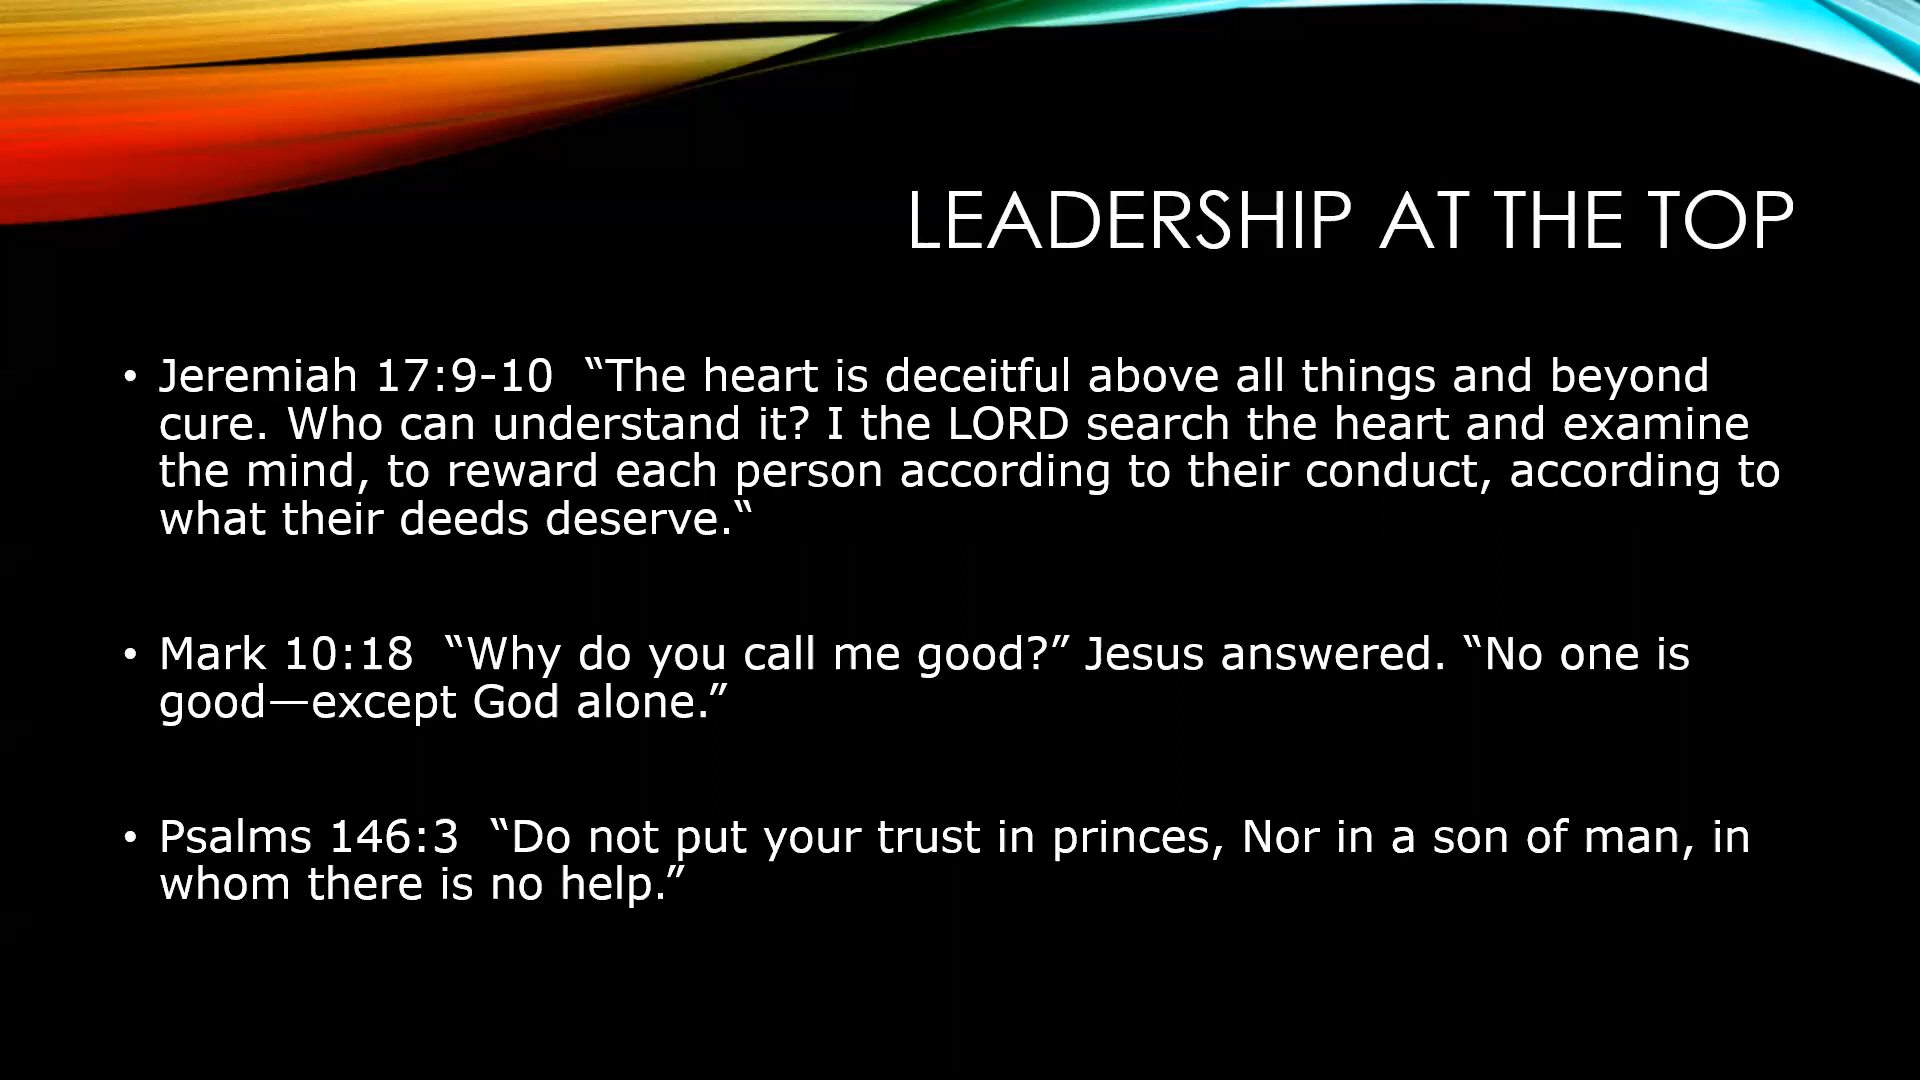 LEADERSHIP AT THE TOP
• Jeremiah 17:9-10  “The heart is deceitful above all things and beyond
cure. Who can understand it? I the LORD search the heart and examine
the mind, to reward each person according to their conduct, according to
what their deeds deserve.“
• Mark 10:18  “Why do you call me good?” Jesus answered. “No one is
good—except God alone.”
• Psalms 146:3  “Do not put your trust in princes, Nor in a son of man, in
whom there is no help.”